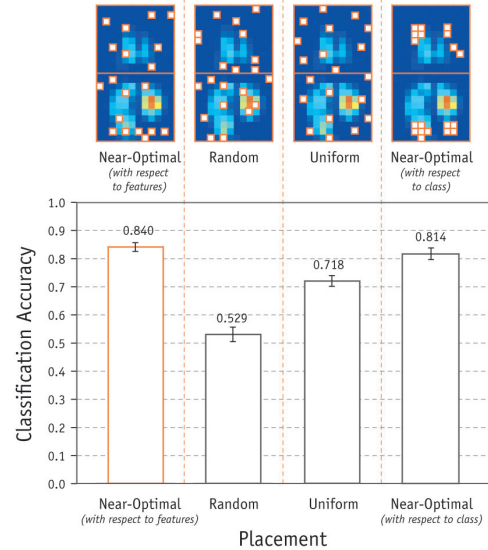 Near-Optimal
(with respect
to features)
Random
Uniform
Near-Optimal
(with respect
to class)
Classification Accuracy
1.0
0.9
0.8
0.7
0.6
0.5
0.4
0.3
0.2
0.1
0.0
0.840
0.529
0.718
0.814
Near-Optimal
(with respect to features)
Random
Uniform
Near-Optimal
(with respect to class)
Placement